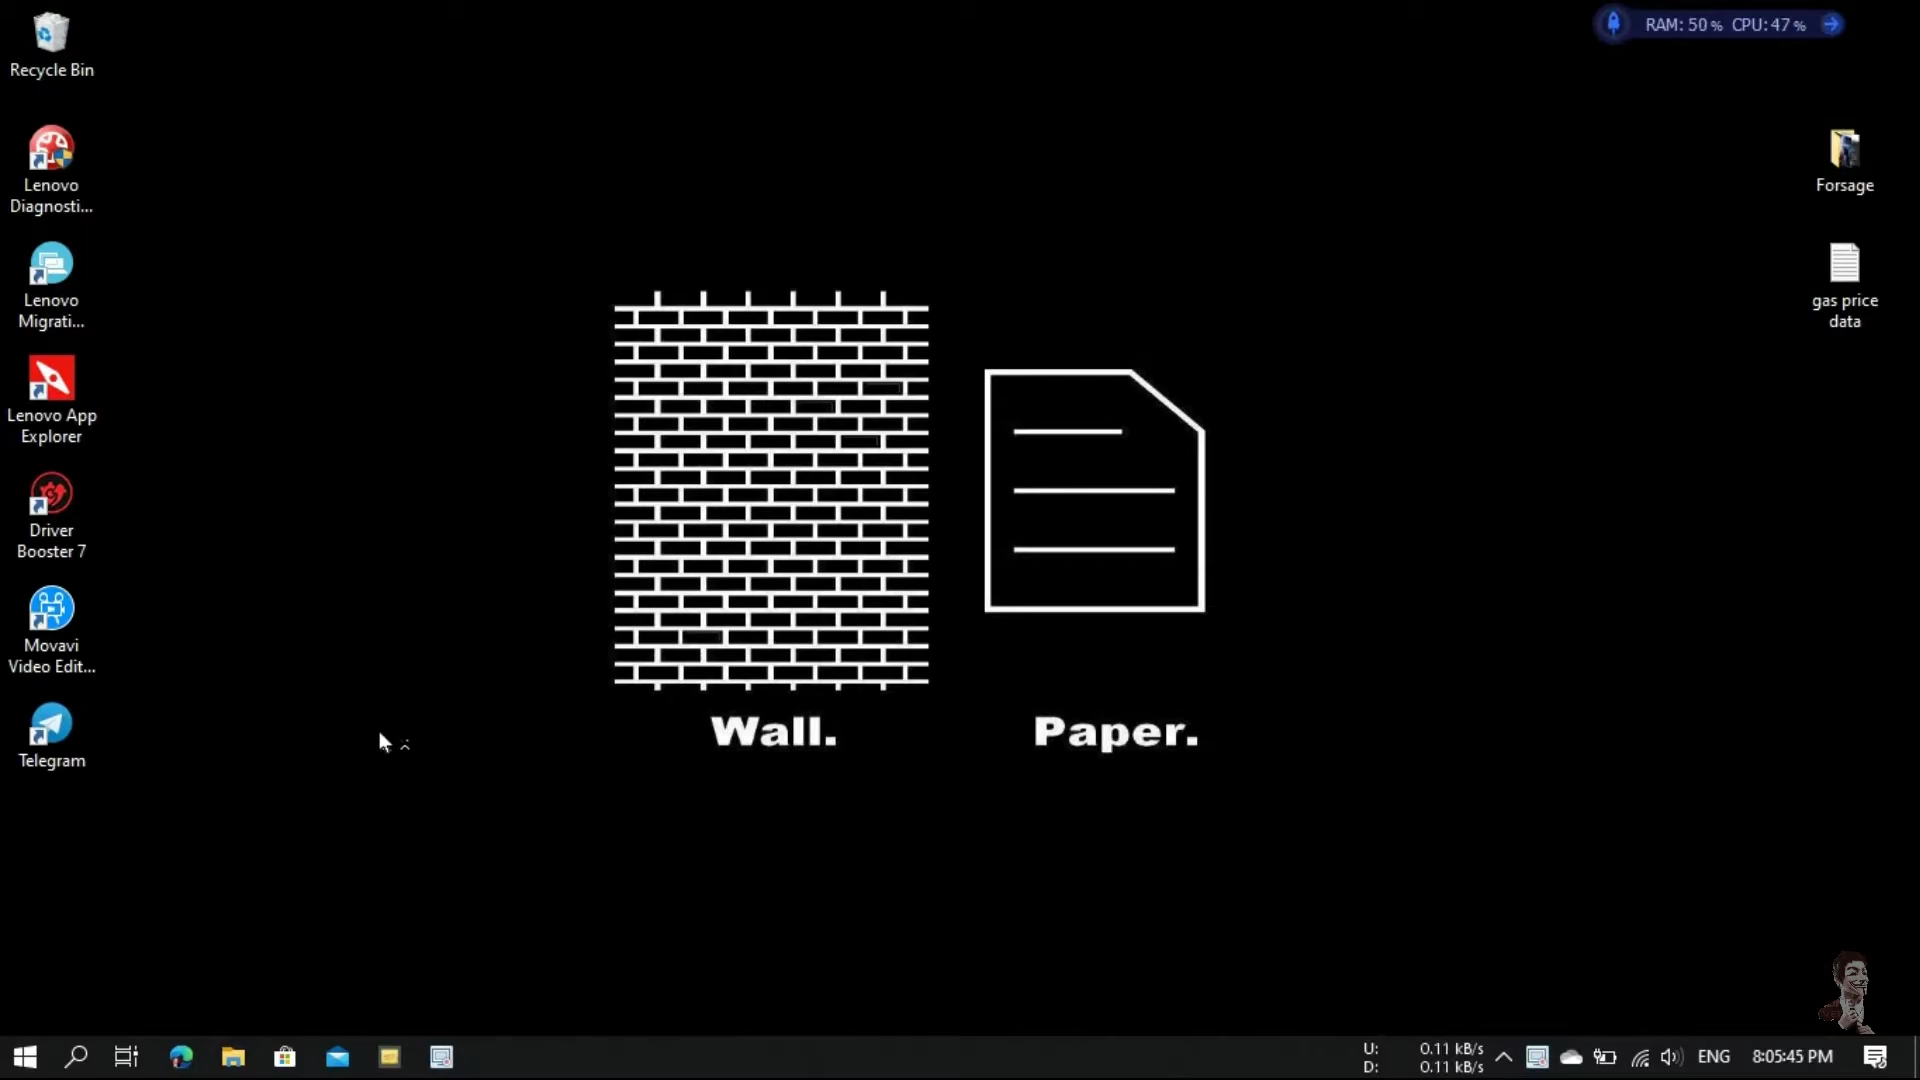 Recycle Bin
RAM: 50 % CPU: 47 %
Lenovo
Diagnosti...
Forsage
Lenovo
Migrati...
gas price
data
Lenovo App
Explorer
Driver
Booster 7
Movavi
Video Edit...
Wall. Paper.
Telegram
U: 0.11 kB/s
D: 0.11 kB/s
ENG 8:05:45 PM